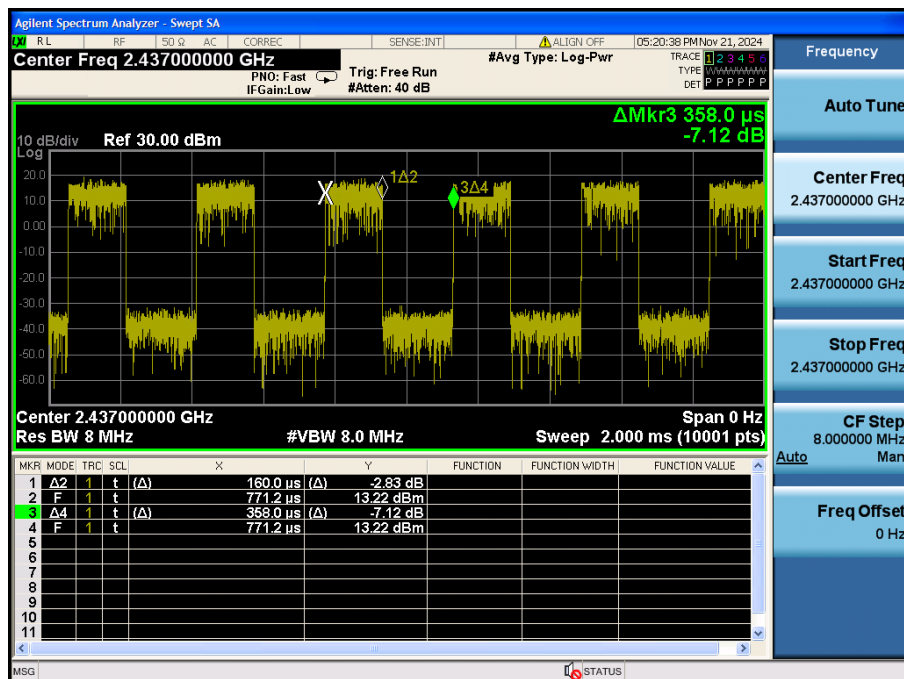 Agilent Spectrum Analyzer - Swept SA
LXI RL RF 50 Ω AC CORREC SENSE:INT ALIGN OFF 05:20:38 PM Nov 21, 2024
Center Freq 2.437000000 GHz #Avg Type: Log-Pwr TRACE 1 2 3 4 5 6
PNO: Fast Trig: Free Run TYPE
IFGain:Low #Atten: 40 dB DET P P P P P P
ΔMkr3 358.0 µs
-7.12 dB
10 dB/div Ref 30.00 dBm
Log
20.0
10.0
0.00
-10.0
-20.0
-30.0
-40.0
-50.0
-60.0
X
1Δ2
3Δ4
Center 2.437000000 GHz Span 0 Hz
Res BW 8 MHz #VBW 8.0 MHz Sweep 2.000 ms (10001 pts)
MKR MODE TRC SCL X Y FUNCTION FUNCTION WIDTH FUNCTION VALUE
1 Δ2 1 t (Δ) 160.0 µs (Δ) -2.83 dB
2 F 1 t 771.2 µs 13.22 dBm
3 Δ4 1 t (Δ) 358.0 µs (Δ) -7.12 dB
4 F 1 t 771.2 µs 13.22 dBm
5
6
7
8
9
10
11
MSG STATUS
Frequency
Auto Tune
Center Freq
2.437000000 GHz
Start Freq
2.437000000 GHz
Stop Freq
2.437000000 GHz
CF Step
8.000000 MHz
Auto Man
Freq Offset
0 Hz